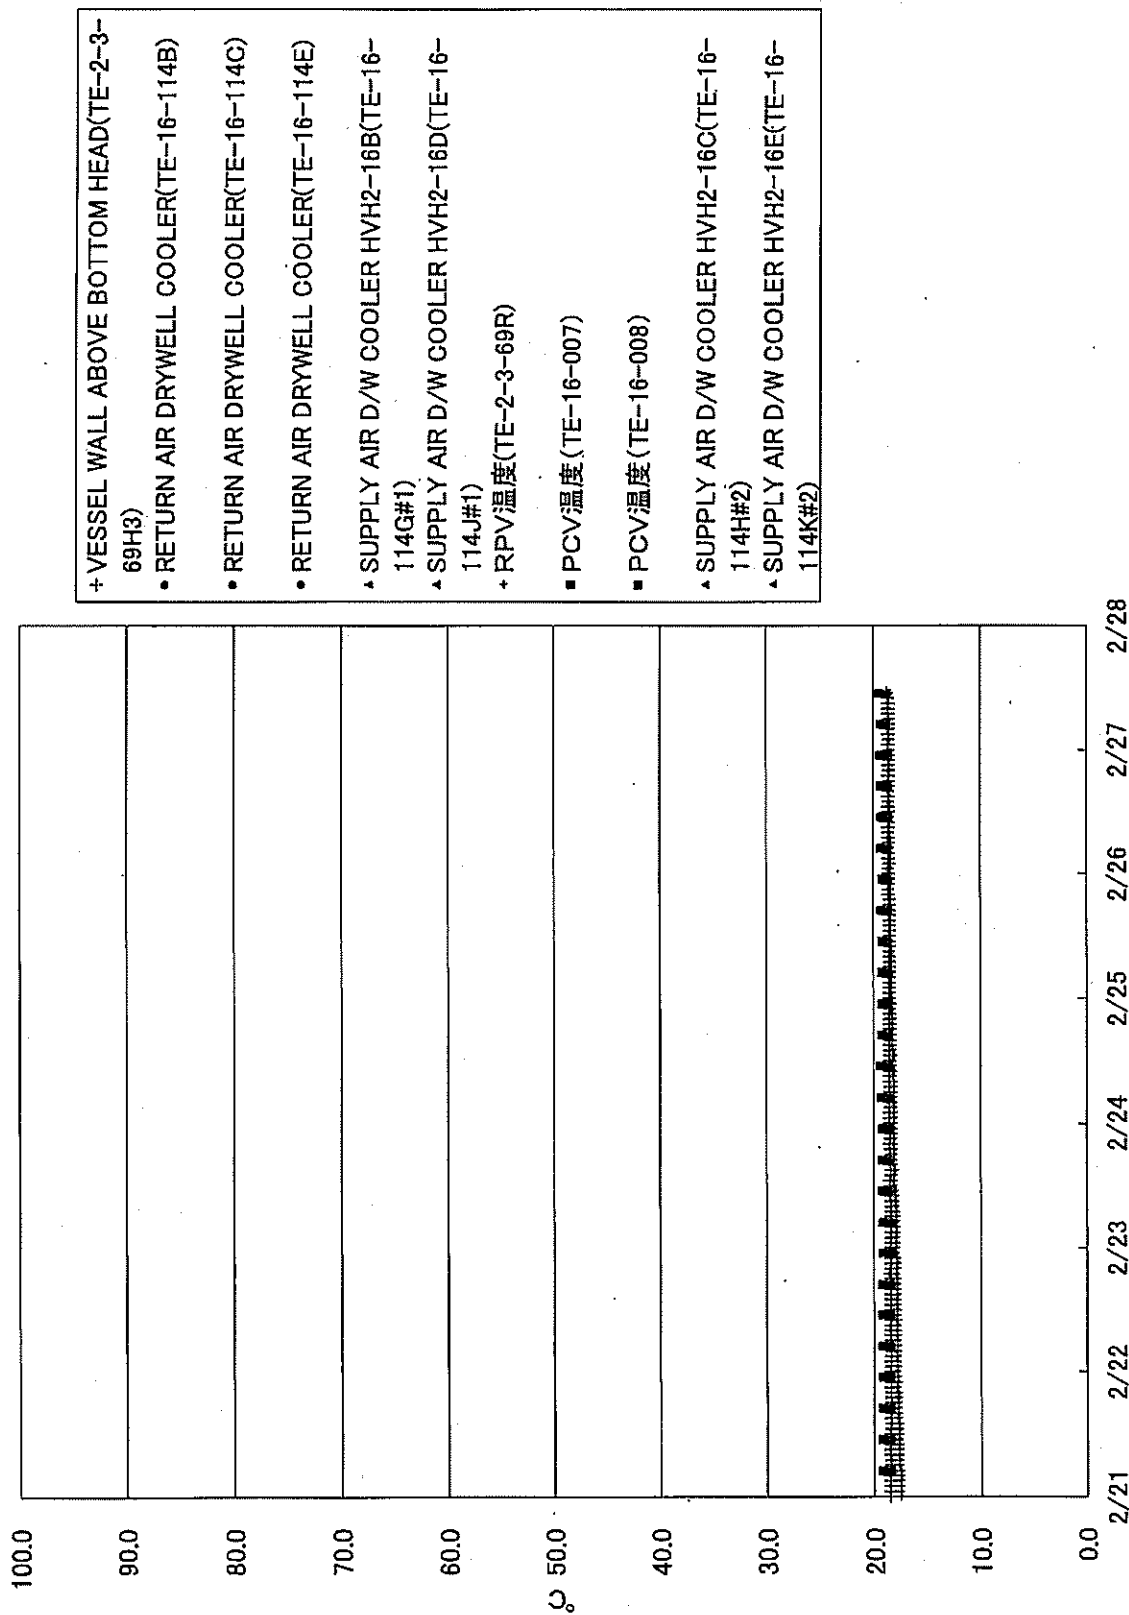 100.0
90.0
80.0
70.0
60.0
50.0
40.0
30.0
20.0
10.0
0.0
℃
2/21
2/22
2/23
2/24
2/25
2/26
2/27
2/28
VESSEL WALL ABOVE BOTTOM HEAD(TE-2-3-
69H3)
RETURN AIR DRYWELL COOLER(TE-16-114B)
RETURN AIR DRYWELL COOLER(TE-16-114C)
RETURN AIR DRYWELL COOLER(TE-16-114E)
SUPPLY AIR D/W COOLER HVH2-16B(TE-16-
114G#1)
SUPPLY AIR D/W COOLER HVH2-16D(TE-16-
114J#1)
RPV温度(TE-2-3-69R)
PCV温度(TE-16-007)
PCV温度(TE-16-008)
SUPPLY AIR D/W COOLER HVH2-16C(TE-16-
114H#2)
SUPPLY AIR D/W COOLER HVH2-16E(TE-16-
114K#2)